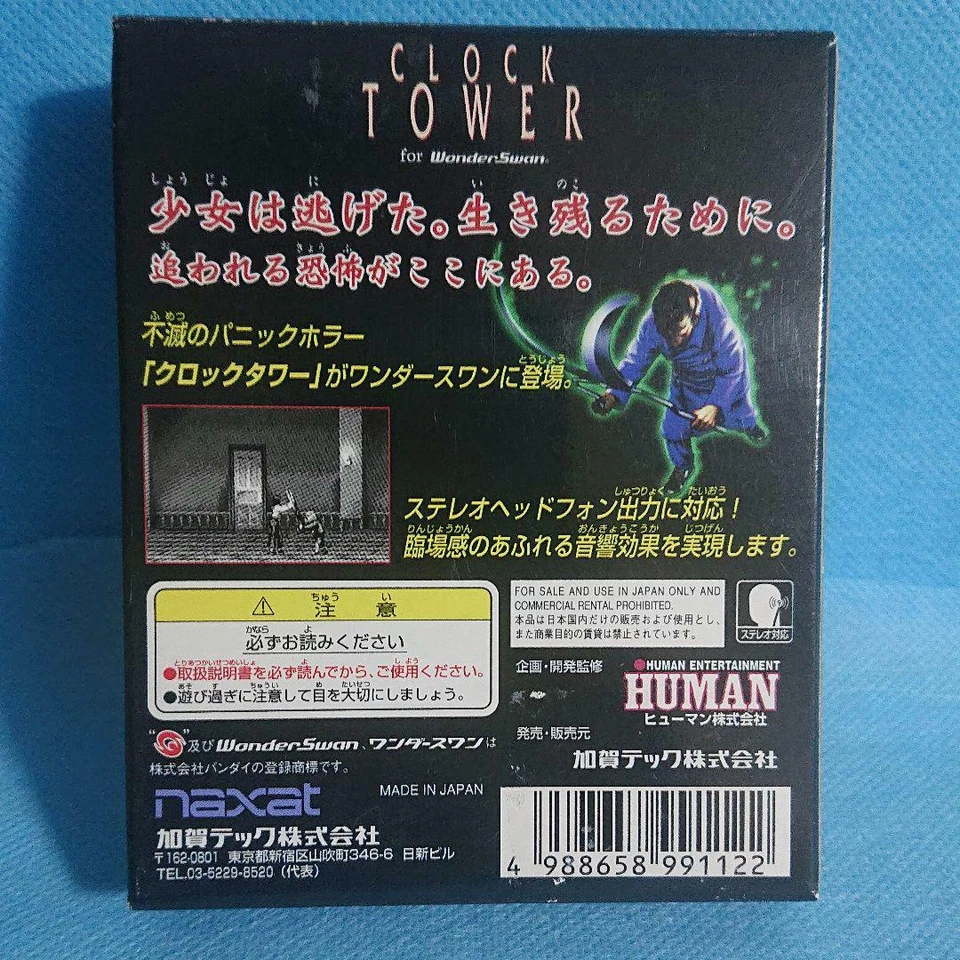 CLOCK
TOWER
for WonderSwan
少女は逃げた。生き残るために。
追われる恐怖がここにある。
不滅のパニックホラー
「クロックタワー」がワンダースワンに登場。
ステレオヘッドフォン出力に対応!
臨場感のあふれる音響効果を実現します。
⚠ 注意
必ずお読みください
●取扱説明書を必ず読んでから、ご使用ください。
●遊び過ぎに注意して目を大切にしましょう。
FOR SALE AND USE IN JAPAN ONLY AND
COMMERCIAL RENTAL PROHIBITED.
本品は日本国内だけの販売および使用とし、
また商業目的の賃貸は禁止されています。
ステレオ対応
企画・開発監修
HUMAN ENTERTAINMENT
HUMAN
ヒューマン株式会社
発売・販売元
加賀テック株式会社
“ ”及びWonderSwan、ワンダースワンは
株式会社バンダイの登録商標です。
naxat
MADE IN JAPAN
加賀テック株式会社
〒162-0801 東京都新宿区山吹町346-6 日新ビル
TEL.03-5229-8520(代表)
4 988658 991122